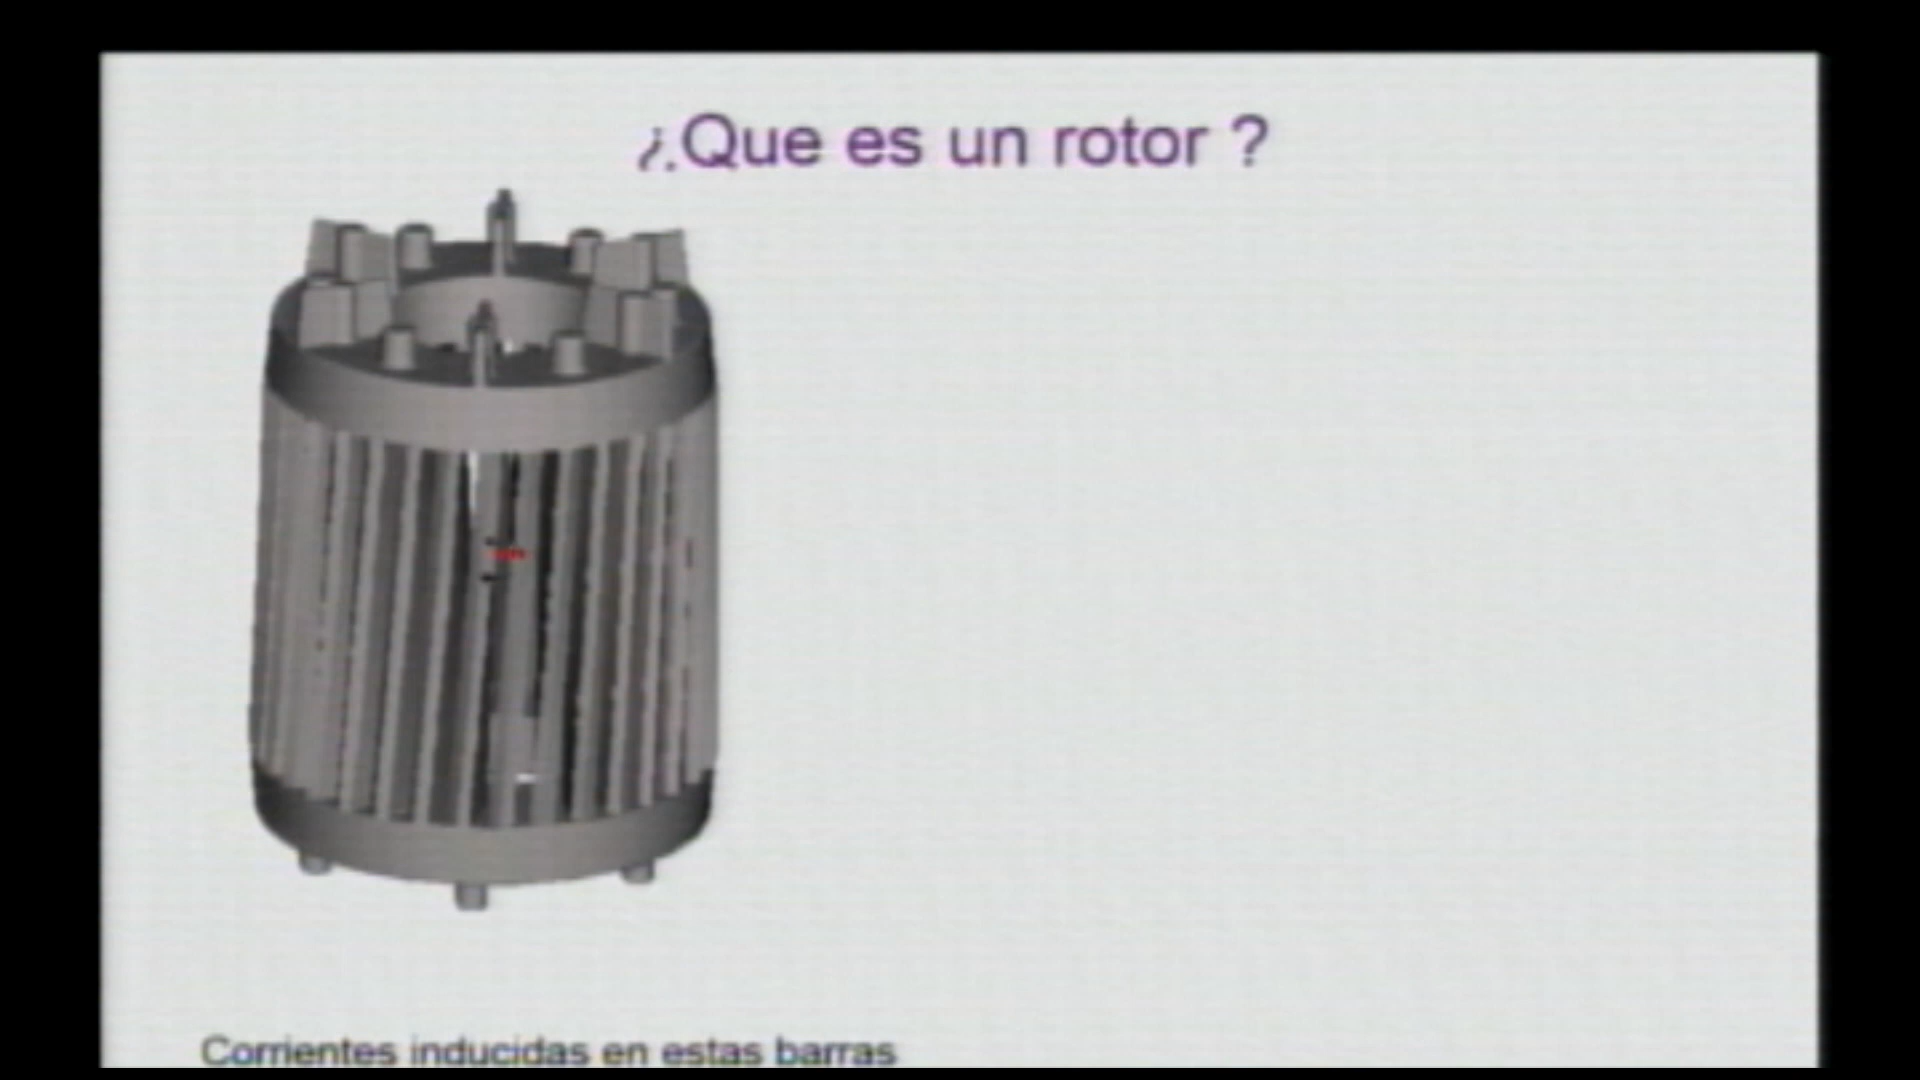 ¿Que es un rotor ?
Corrientes inducidas en estas barras